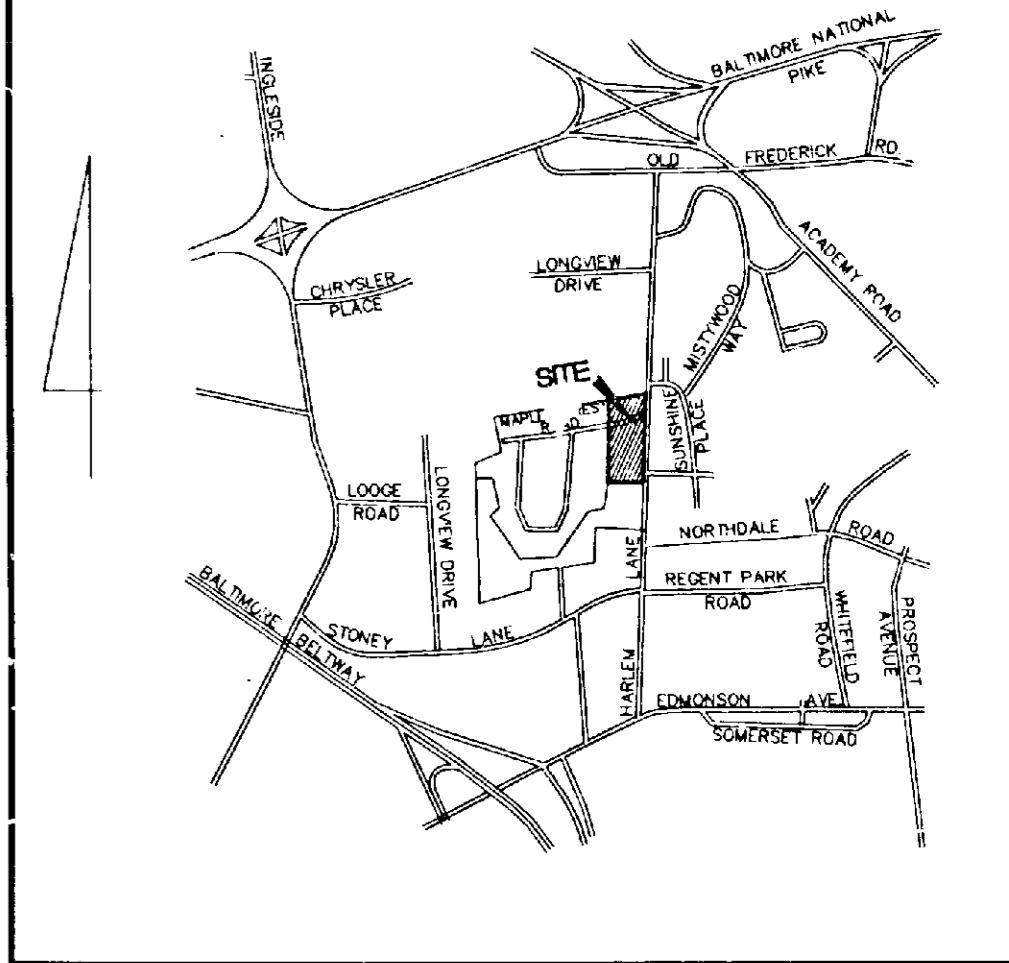 BALTIMORE NATIONAL
PIKE
INGLESIDE
OLD FREDERICK RD.
ACADEMY ROAD
LONGVIEW
DRIVE
CHRYSLER
PLACE
MISTYWOOD
WAY
SITE
MAPLE
SUNSHINE
PLACE
LODGE
ROAD
LONGVIEW DRIVE
NORTHDALE ROAD
REGENT PARK
ROAD
BALTIMORE BELTWAY
STONEY LANE
HARLEM LANE
WHITEFIELD
ROAD
PROSPECT
AVENUE
EDMONSON AVE.
SOMERSET ROAD